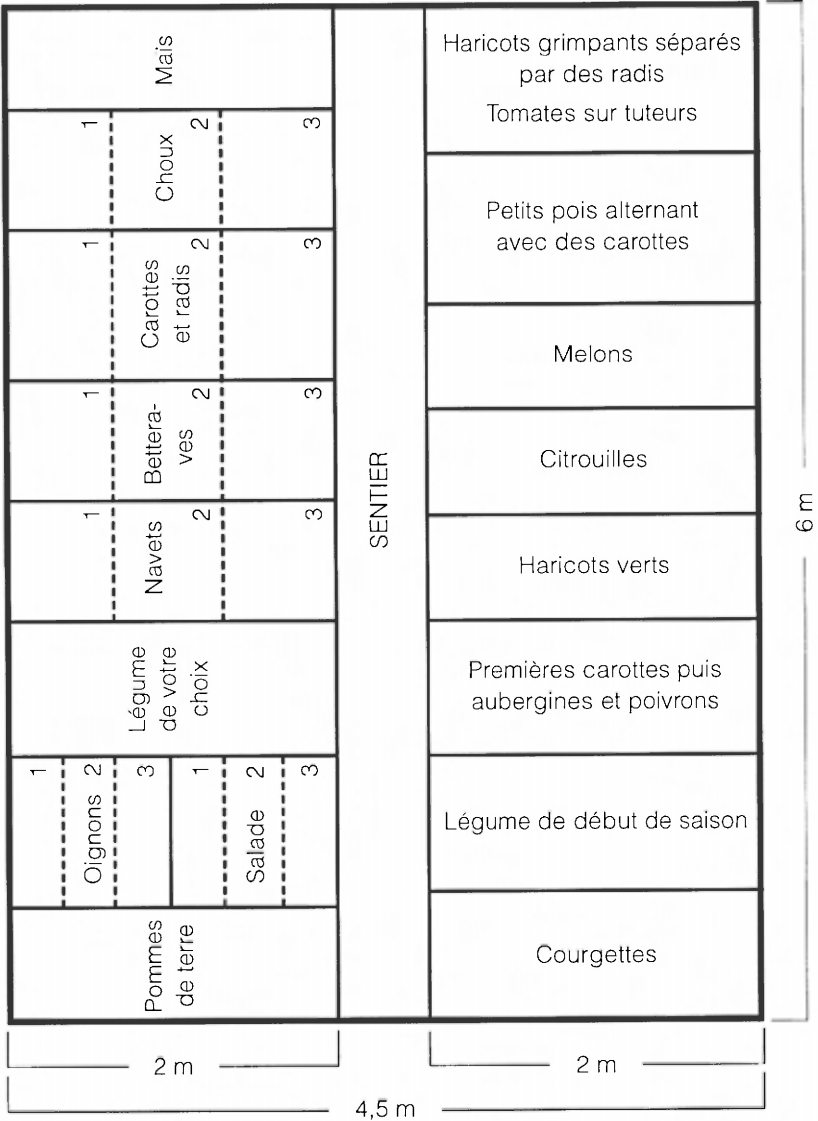 Maïs
1
Choux
2
3
1
Carottes
et radis
2
3
1
Bettera-
ves
2
3
1
Navets
2
3
Légume
de votre
choix
1
Oignons
2
3
1
Salade
2
3
Pommes
de terre
SENTIER
Haricots grimpants séparés
par des radis
Tomates sur tuteurs
Petits pois alternant
avec des carottes
Melons
Citrouilles
Haricots verts
Premières carottes puis
aubergines et poivrons
Légume de début de saison
Courgettes
6 m
2 m
2 m
4,5 m